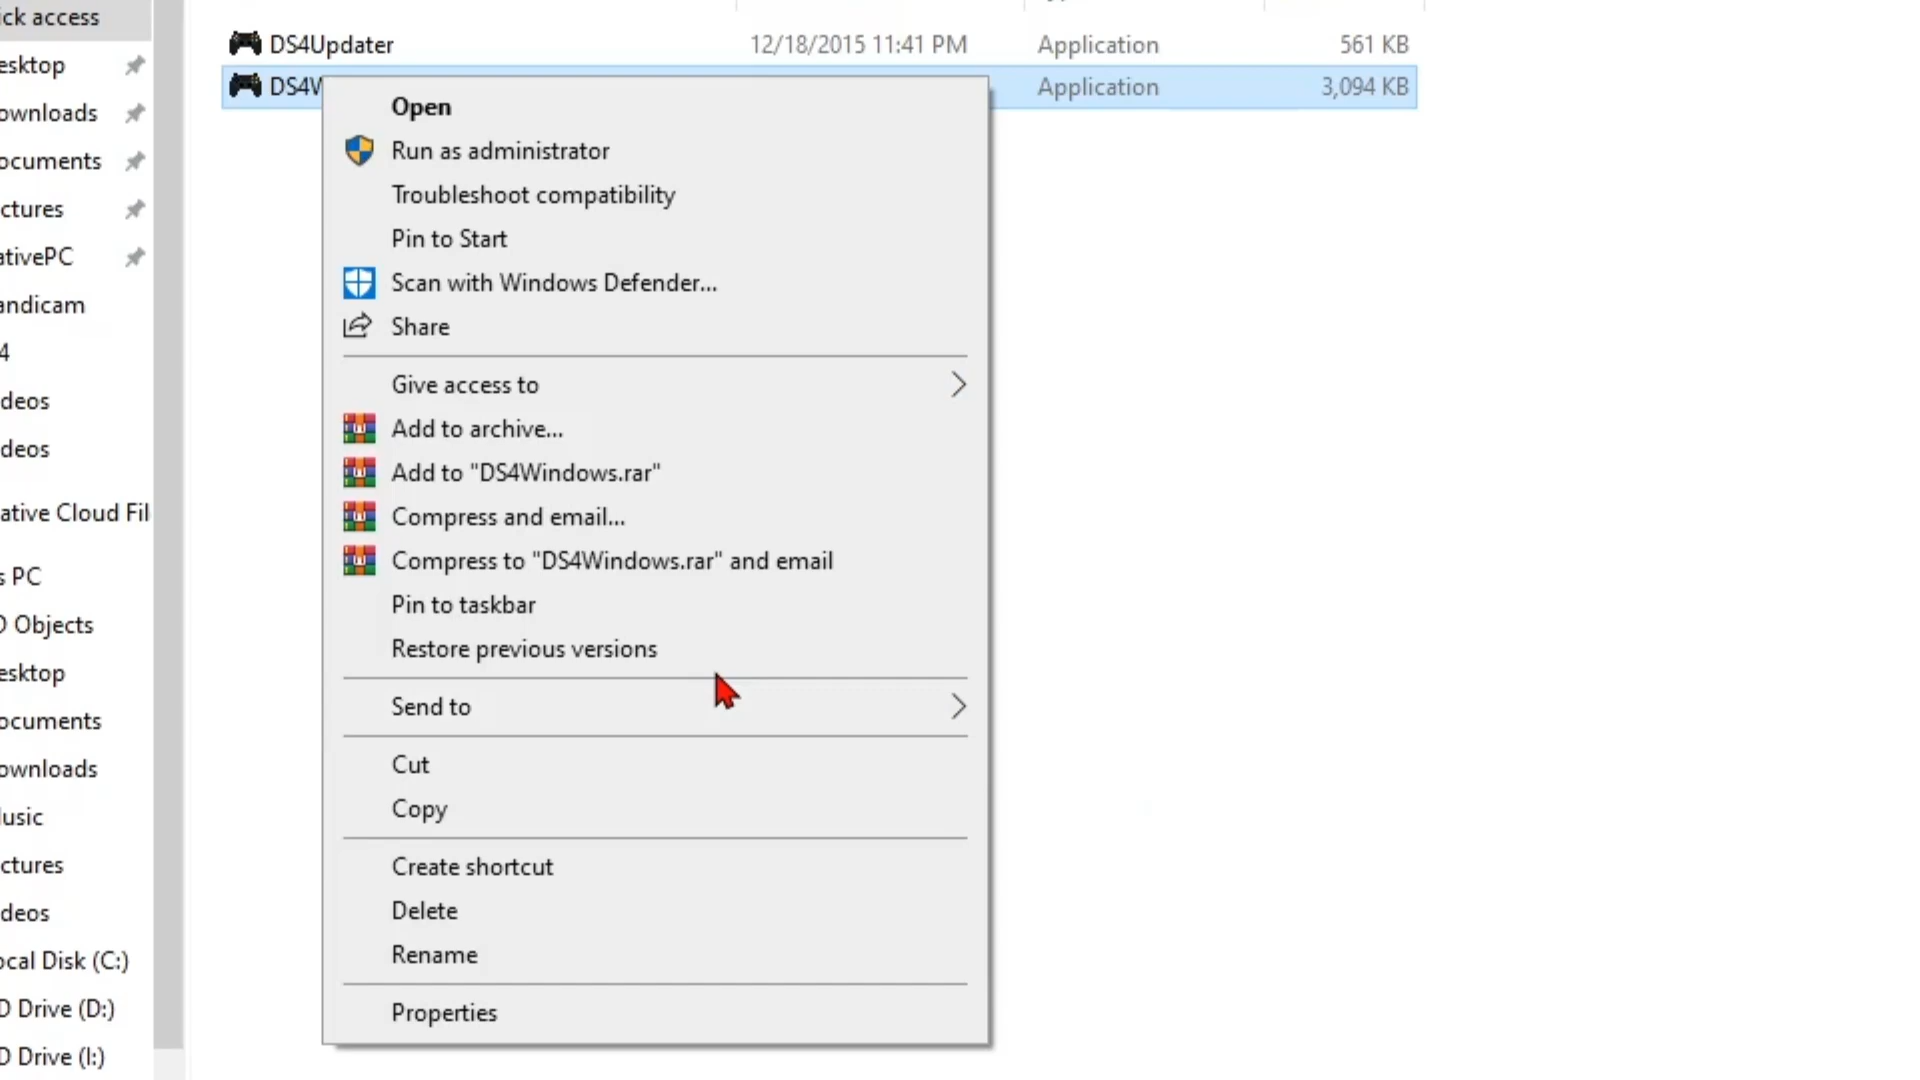 ick access
esktop
ownloads
ocuments
ctures
ativePC
andicam
4
deos
deos
ative Cloud Fil
s PC
D Objects
esktop
ocuments
ownloads
usic
ctures
deos
ocal Disk (C:)
D Drive (D:)
D Drive (I:)
DS4Updater 12/18/2015 11:41 PM Application 561 KB
DS4W Application 3,094 KB
Open
Run as administrator
Troubleshoot compatibility
Pin to Start
Scan with Windows Defender...
Share
Give access to
Add to archive...
Add to "DS4Windows.rar"
Compress and email...
Compress to "DS4Windows.rar" and email
Pin to taskbar
Restore previous versions
Send to
Cut
Copy
Create shortcut
Delete
Rename
Properties